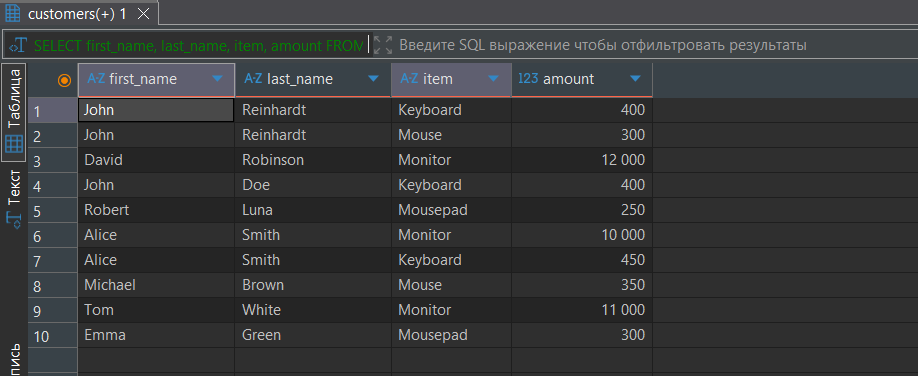 customers(+) 1
SELECT first_name, last_name, item, amount FROM
Введите SQL выражение чтобы отфильтровать результаты
Таблица
Текст
A-Z first_name A-Z last_name A-Z item 123 amount
1 John Reinhardt Keyboard 400
2 John Reinhardt Mouse 300
3 David Robinson Monitor 12 000
4 John Doe Keyboard 400
5 Robert Luna Mousepad 250
6 Alice Smith Monitor 10 000
7 Alice Smith Keyboard 450
8 Michael Brown Mouse 350
9 Tom White Monitor 11 000
10 Emma Green Mousepad 300
пись